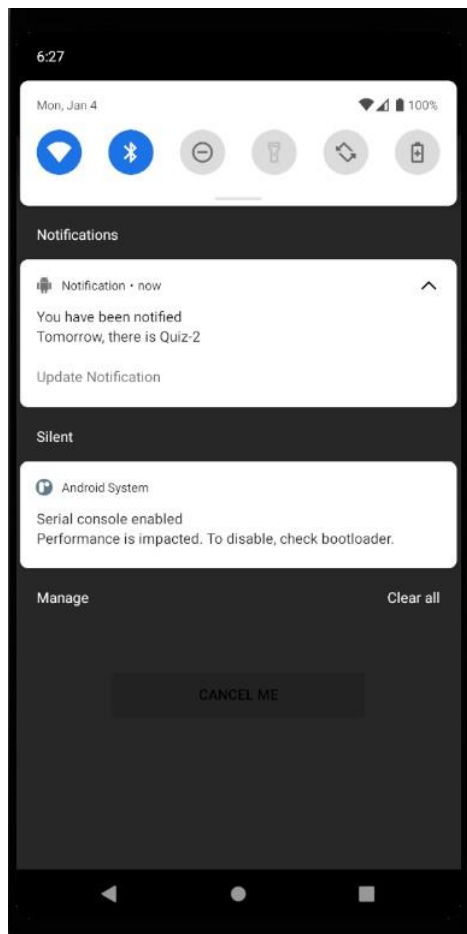 6:27
Mon, Jan 4
100%
Notifications
Notification • now
You have been notified
Tomorrow, there is Quiz-2
Update Notification
Silent
Android System
Serial console enabled
Performance is impacted. To disable, check bootloader.
Manage
Clear all
CANCEL ME